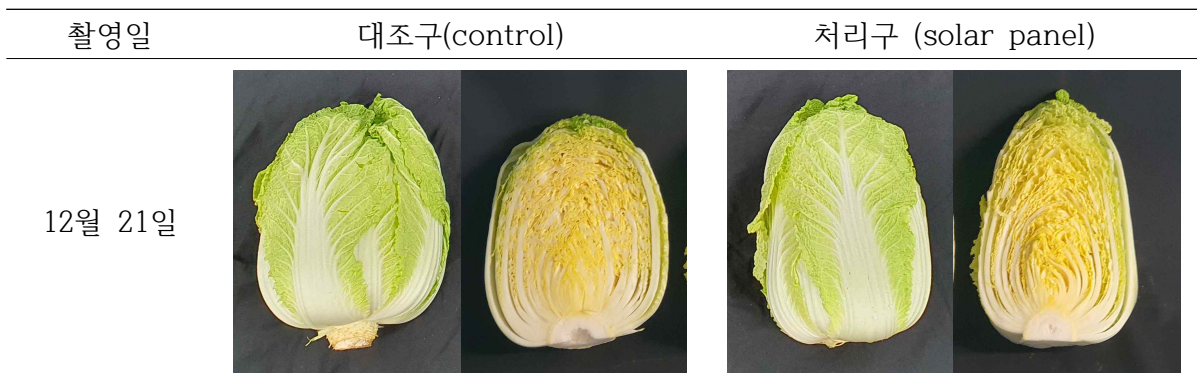 촬영일 대조구(control) 처리구 (solar panel)
12월 21일